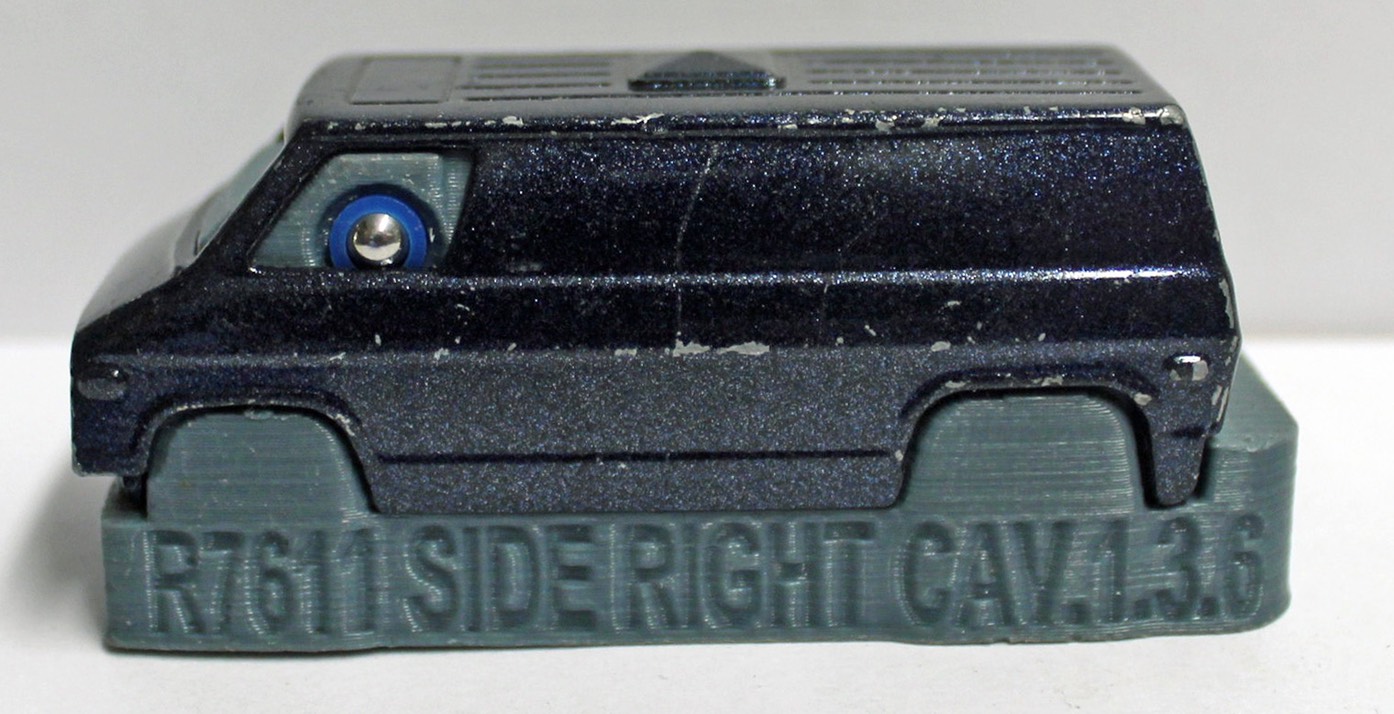 R7611 SIDE RIGHT CAV.1.3.6